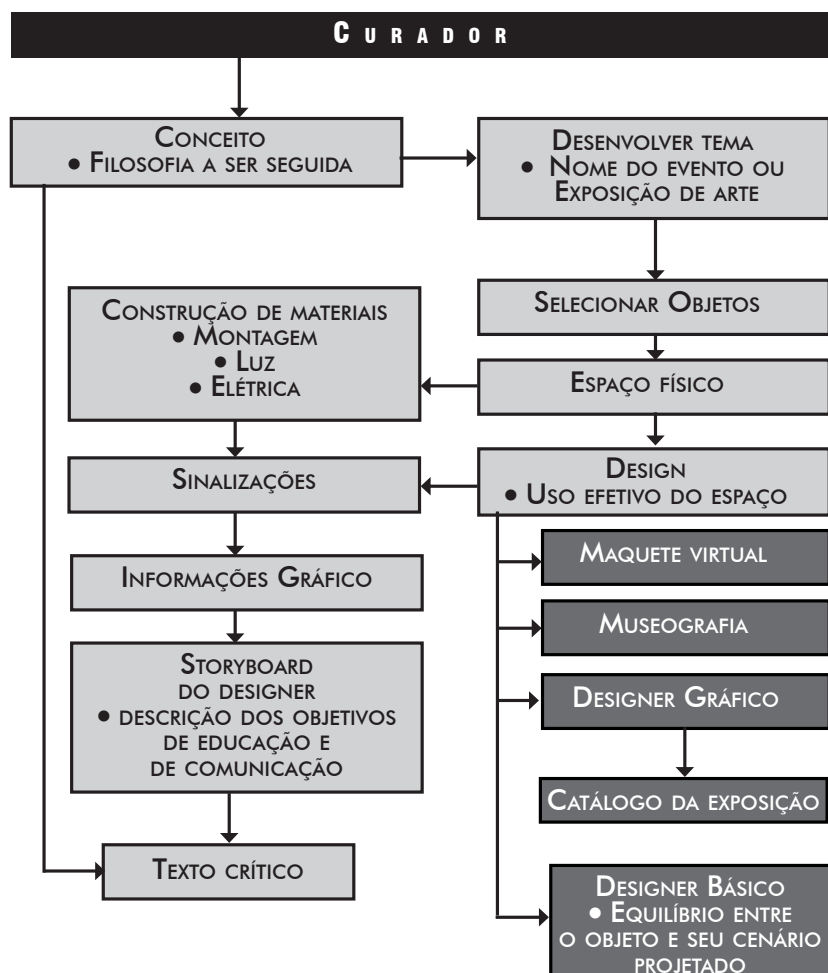 CURADOR
CONCEITO
• FILOSOFIA A SER SEGUIDA
DESENVOLVER TEMA
• NOME DO EVENTO OU
EXPOSIÇÃO DE ARTE
SELECIONAR OBJETOS
ESPAÇO FÍSICO
CONSTRUÇÃO DE MATERIAIS
• MONTAGEM
• LUZ
• ELÉTRICA
DESIGN
• USO EFETIVO DO ESPAÇO
SINALIZAÇÕES
INFORMAÇÕES GRÁFICO
STORYBOARD
DO DESIGNER
• DESCRIÇÃO DOS OBJETIVOS
DE EDUCAÇÃO E
DE COMUNICAÇÃO
TEXTO CRÍTICO
MAQUETE VIRTUAL
MUSEOGRAFIA
DESIGNER GRÁFICO
CATÁLOGO DA EXPOSIÇÃO
DESIGNER BÁSICO
• EQUILÍBRIO ENTRE
O OBJETO E SEU CENÁRIO
PROJETADO